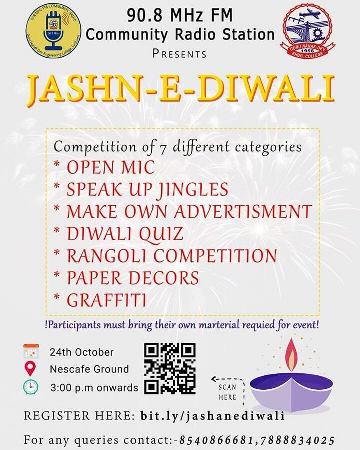 90.8 MHz FM
Community Radio Station
PRESENTS
JASHN-E-DIWALI
Competition of 7 different categories
* OPEN MIC
* SPEAK UP JINGLES
* MAKE OWN ADVERTISMENT
* DIWALI QUIZ
* RANGOLI COMPETITION
* PAPER DECORS
* GRAFFITI
!Participants must bring their own marterial requied for event!
24th October
Nescafe Ground
3:00 p.m onwards
SCAN
HERE
REGISTER HERE: bit.ly/jashanediwali
For any queries contact:-8540866681,7888834025